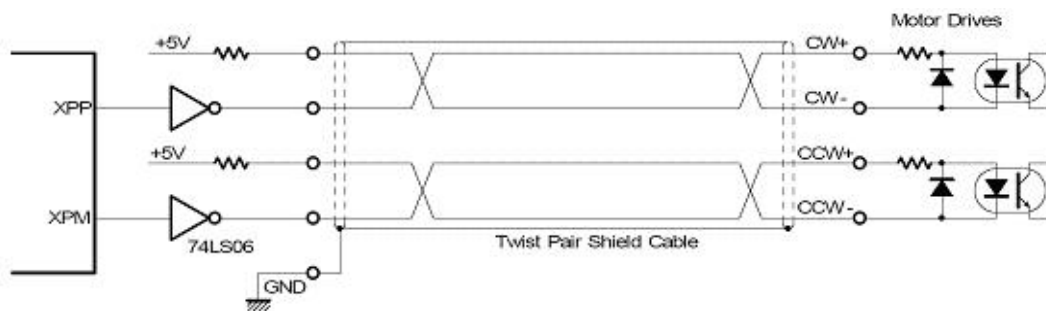 Motor Drives
+5V
CW+
XPP
CW-
+5V
CCW+
XPM
CCW-
74LS06
Twist Pair Shield Cable
GND